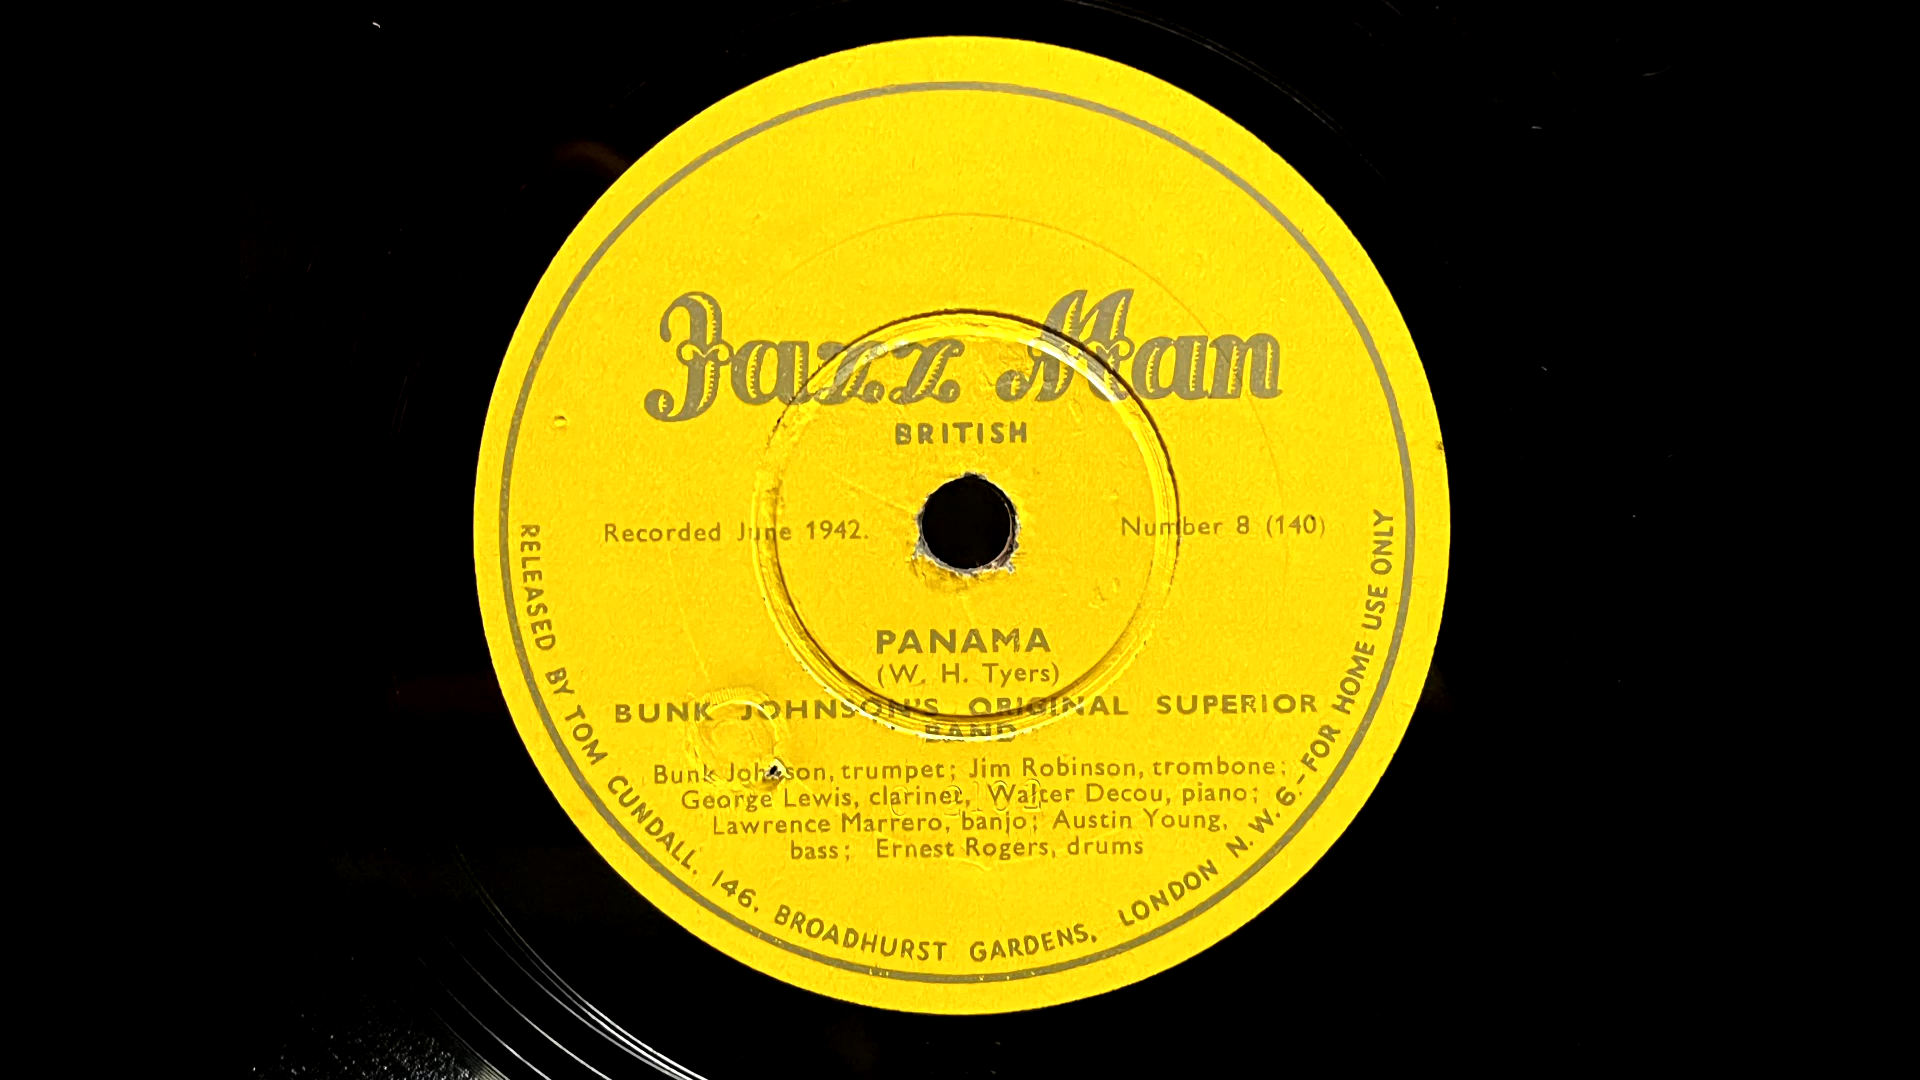 Jazz Man
BRITISH
Recorded June 1942.
Number 8 (140)
PANAMA
(W. H. Tyers)
BUNK JOHNSON'S ORIGINAL SUPERIOR
BAND
Bunk Johnson, trumpet; Jim Robinson, trombone;
George Lewis, clarinet, Walter Decou, piano;
Lawrence Marrero, banjo; Austin Young,
bass; Ernest Rogers, drums
RELEASED BY TOM CUNDALL, 146, BROADHURST GARDENS, LONDON N.W.6.-FOR HOME USE ONLY